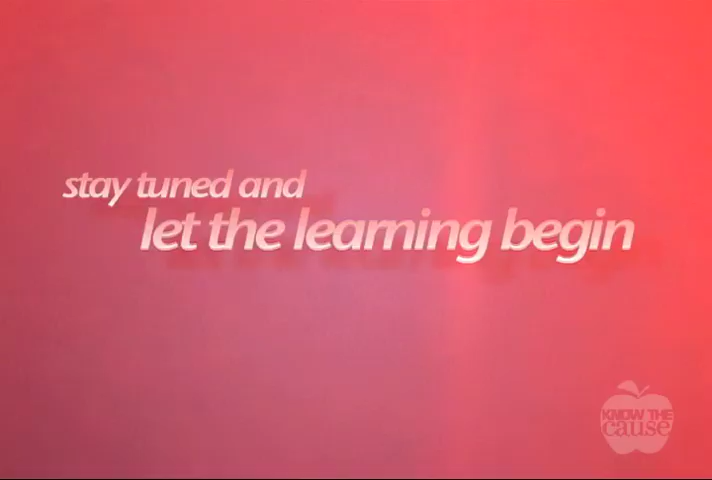 stay tuned and
let the learning begin
KNOW THE
cause